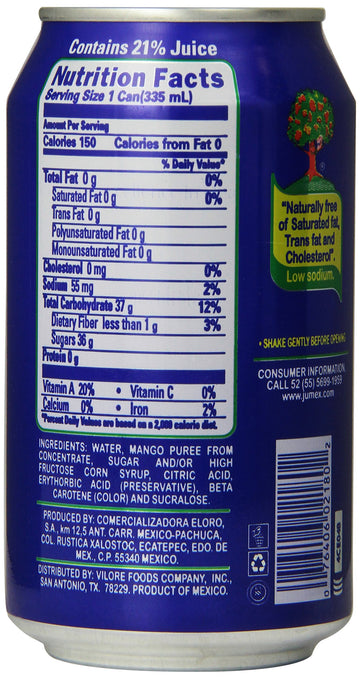 Contains 21% Juice
Nutrition Facts
Serving Size 1 Can(335 mL)
Amount Per Serving
Calories 150 Calories from Fat 0
% Daily Value*
Total Fat 0 g 0%
Saturated Fat 0 g 0%
Trans Fat 0 g
Polyunsaturated Fat 0 g
Monounsaturated Fat 0 g
Cholesterol 0 mg 0%
Sodium 55 mg 2%
Total Carbohydrate 37 g 12%
Dietary Fiber less than 1 g 3%
Sugars 36 g
Protein 0 g
Vitamin A 20% • Vitamin C 0%
Calcium 0% • Iron 2%
*Percent Daily Values are based on a 2,000 calorie diet.
INGREDIENTS: WATER, MANGO PUREE FROM
CONCENTRATE, SUGAR AND/OR HIGH
FRUCTOSE CORN SYRUP, CITRIC ACID,
ERYTHORBIC ACID (PRESERVATIVE), BETA
CAROTENE (COLOR) AND SUCRALOSE.
PRODUCED BY: COMERCIALIZADORA ELORO,
S.A., km 12,5 ANT. CARR. MEXICO-PACHUCA,
COL. RUSTICA XALOSTOC, ECATEPEC, EDO. DE
MEX., C.P. 55340 MEXICO.
DISTRIBUTED BY: VILORE FOODS COMPANY, INC.,
SAN ANTONIO, TX. 78229. PRODUCT OF MEXICO.
"Naturally free
of Saturated fat,
Trans fat and
Cholesterol".
Low sodium.
• SHAKE GENTLY BEFORE OPENING
CONSUMER INFORMATION,
CALL 52 (55) 5699-1959
www.jumex.com
0 76406 02180 2